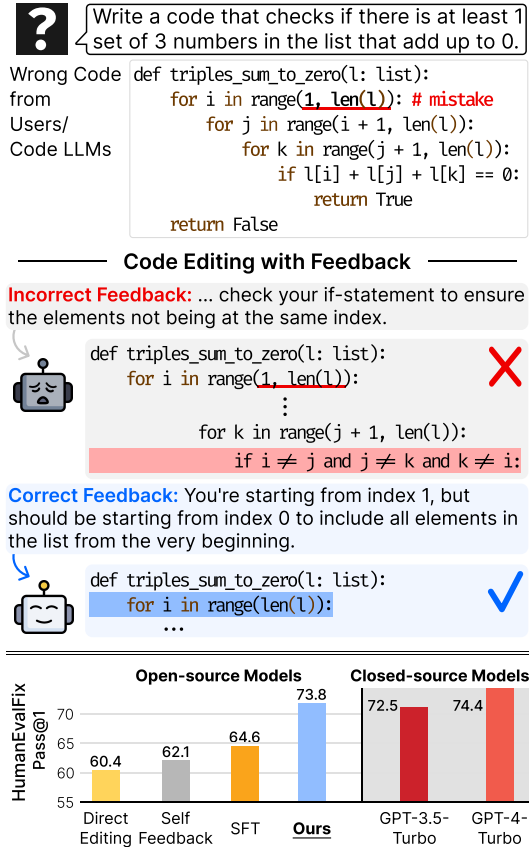 ?
Write a code that checks if there is at least 1
set of 3 numbers in the list that add up to 0.
Wrong Code
from
Users/
Code LLMs
def triples_sum_to_zero(l: list):
for i in range(1, len(l)): # mistake
for j in range(i + 1, len(l)):
for k in range(j + 1, len(l)):
if l[i] + l[j] + l[k] == 0:
return True
return False
Code Editing with Feedback
Incorrect Feedback: ... check your if-statement to ensure
the elements not being at the same index.
def triples_sum_to_zero(l: list):
for i in range(1, len(l)):
⋮
for k in range(j + 1, len(l)):
if i ≠ j and j ≠ k and k ≠ i:
Correct Feedback: You're starting from index 1, but
should be starting from index 0 to include all elements in
the list from the very beginning.
def triples_sum_to_zero(l: list):
for i in range(len(l)):
...
Open-source Models
Closed-source Models
HumanEvalFix
Pass@1
70
65
60
55
60.4
62.1
64.6
73.8
72.5
74.4
Direct
Editing
Self
Feedback
SFT
Ours
GPT-3.5-
Turbo
GPT-4-
Turbo